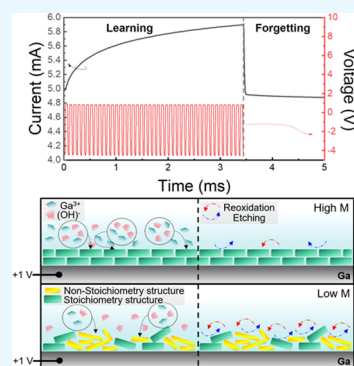 Learning Forgetting
Current (mA)
6.0
5.8
5.6
5.4
5.2
5.0
4.8
4.6
4.4
4.2
4.0
10
8
6
4
2
0
-2
-4
Voltage (V)
0 1 2 3 4 5
Time (ms)
Ga3+
(OH)-
Reoxidation
Etching
High M
+1 V
Ga
Non-Stoichiometry structure
Stoichiometry structure
Low M
+1 V
Ga